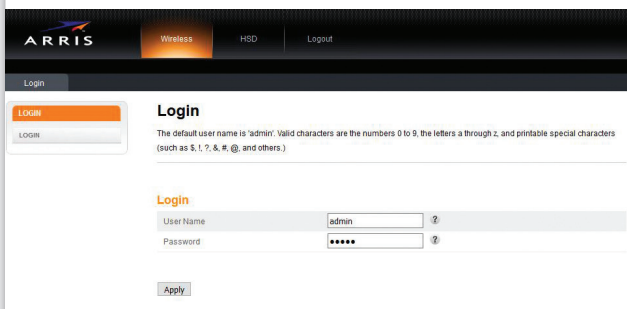 ARRIS
Wireless HSD Logout
Login
LOGIN
LOGIN
Login
The default user name is 'admin'. Valid characters are the numbers 0 to 9, the letters a through z, and printable special characters
(such as $, !, ?, &, #, @, and others.)
Login
User Name admin ?
Password ●●●●● ?
Apply